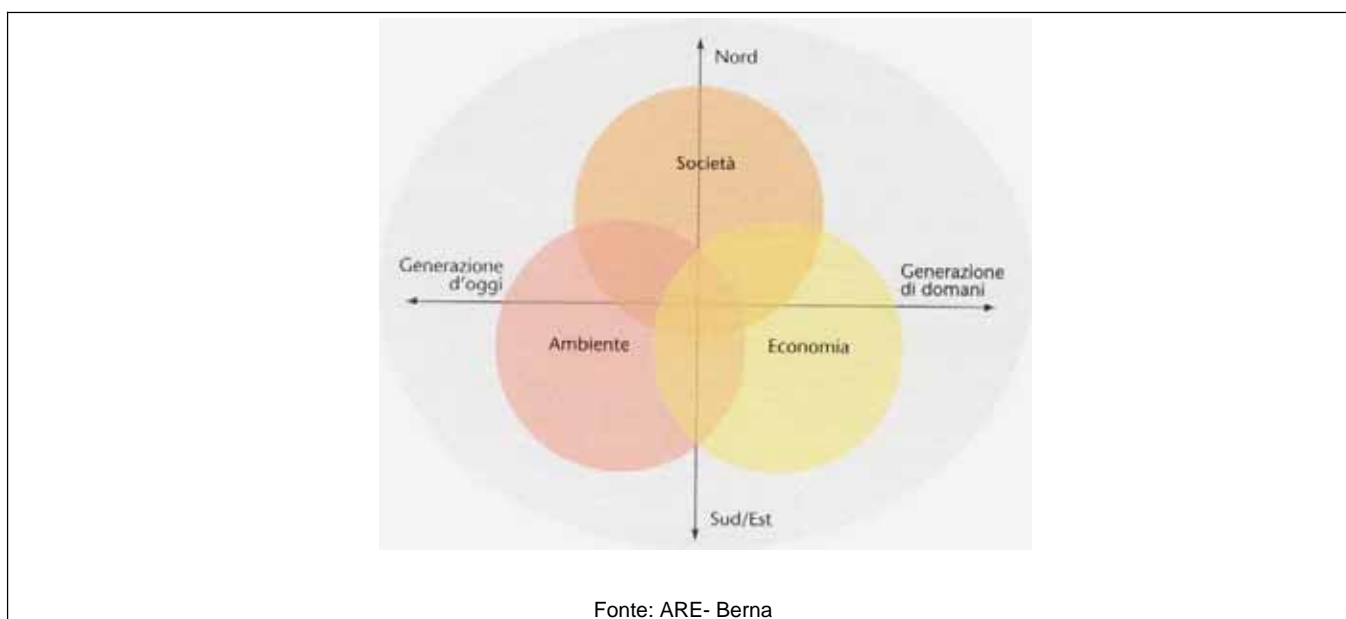 Nord
Società
Generazione
d'oggi
Generazione
di domani
Ambiente
Economia
Sud/Est
Fonte: ARE- Berna